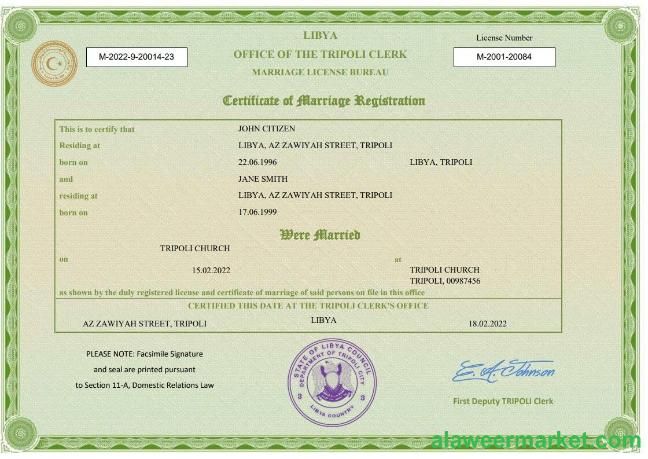 LIBYA
License Number
M-2022-9-20014-23
OFFICE OF THE TRIPOLI CLERK
M-2001-20084
MARRIAGE LICENSE BUREAU
Certificate of Marriage Registration
This is to certify that JOHN CITIZEN
Residing at LIBYA, AZ ZAWIYAH STREET, TRIPOLI
born on 22.06.1996 LIBYA, TRIPOLI
and JANE SMITH
residing at LIBYA, AZ ZAWIYAH STREET, TRIPOLI
born on 17.06.1999
Were Married
TRIPOLI CHURCH
on at
15.02.2022 TRIPOLI CHURCH
TRIPOLI, 00987456
as shown by the duly registered license and certificate of marriage of said persons on file in this office
CERTIFIED THIS DATE AT THE TRIPOLI CLERK'S OFFICE
AZ ZAWIYAH STREET, TRIPOLI LIBYA 18.02.2022
PLEASE NOTE: Facsimile Signature
and seal are printed pursuant
to Section 11-A, Domestic Relations Law
STATE OF LIBYA COUNCIL
DEPARTMENT OF TRIPOLI CITY
LIBYA COUNTRY
E. A. Johnson
First Deputy TRIPOLI Clerk
alaweermarket.com